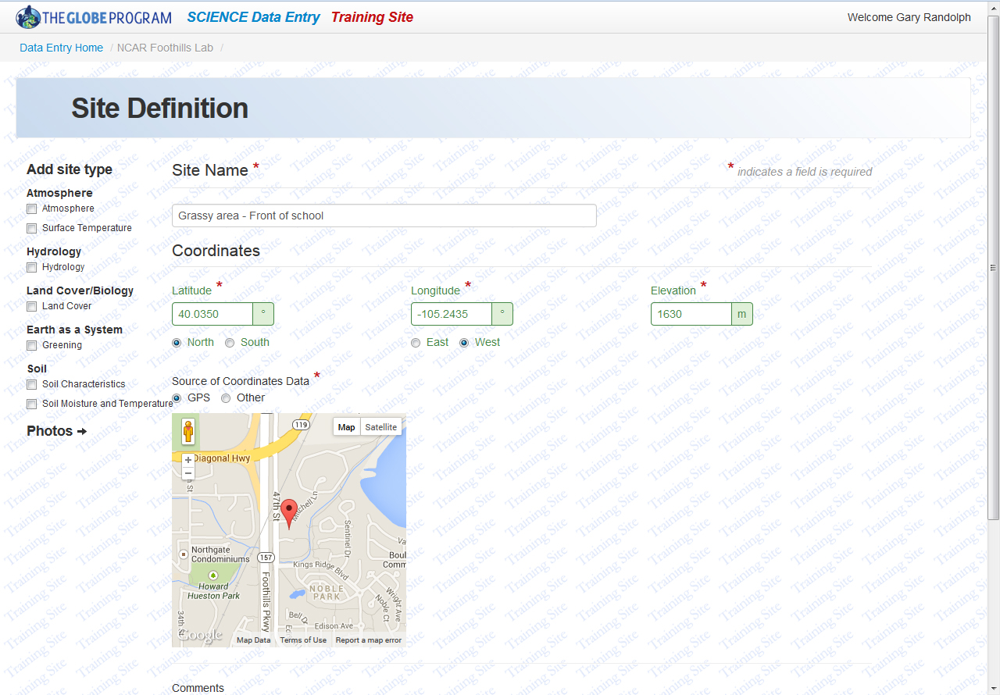 THE GLOBE PROGRAM SCIENCE Data Entry Training Site Welcome Gary Randolph
Data Entry Home / NCAR Foothills Lab /
Site Definition
Add site type
Atmosphere
Atmosphere
Surface Temperature
Hydrology
Hydrology
Land Cover/Biology
Land Cover
Earth as a System
Greening
Soil
Soil Characteristics
Soil Moisture and Temperature
Photos →
Site Name * * indicates a field is required
Grassy area - Front of school
Coordinates
Latitude * Longitude * Elevation *
40.0350 ° -105.2435 ° 1630 m
North South East West
Source of Coordinates Data *
GPS Other
119
Map Satellite
+
Diagonal Hwy
−
h St
47th St
Mitchell Ln
Sentinel Dr
Northgate
Condominiums
157
Va
Boul
Comm
Kings Ridge Blvd
Howard
Hueston Park
Foothills Pkwy
NOBLE
PARK
Wright Ave
Noble Ct
34th St
Bell Dr
Edison Ave
Google Map Data Terms of Use Report a map error
Comments
Training Site